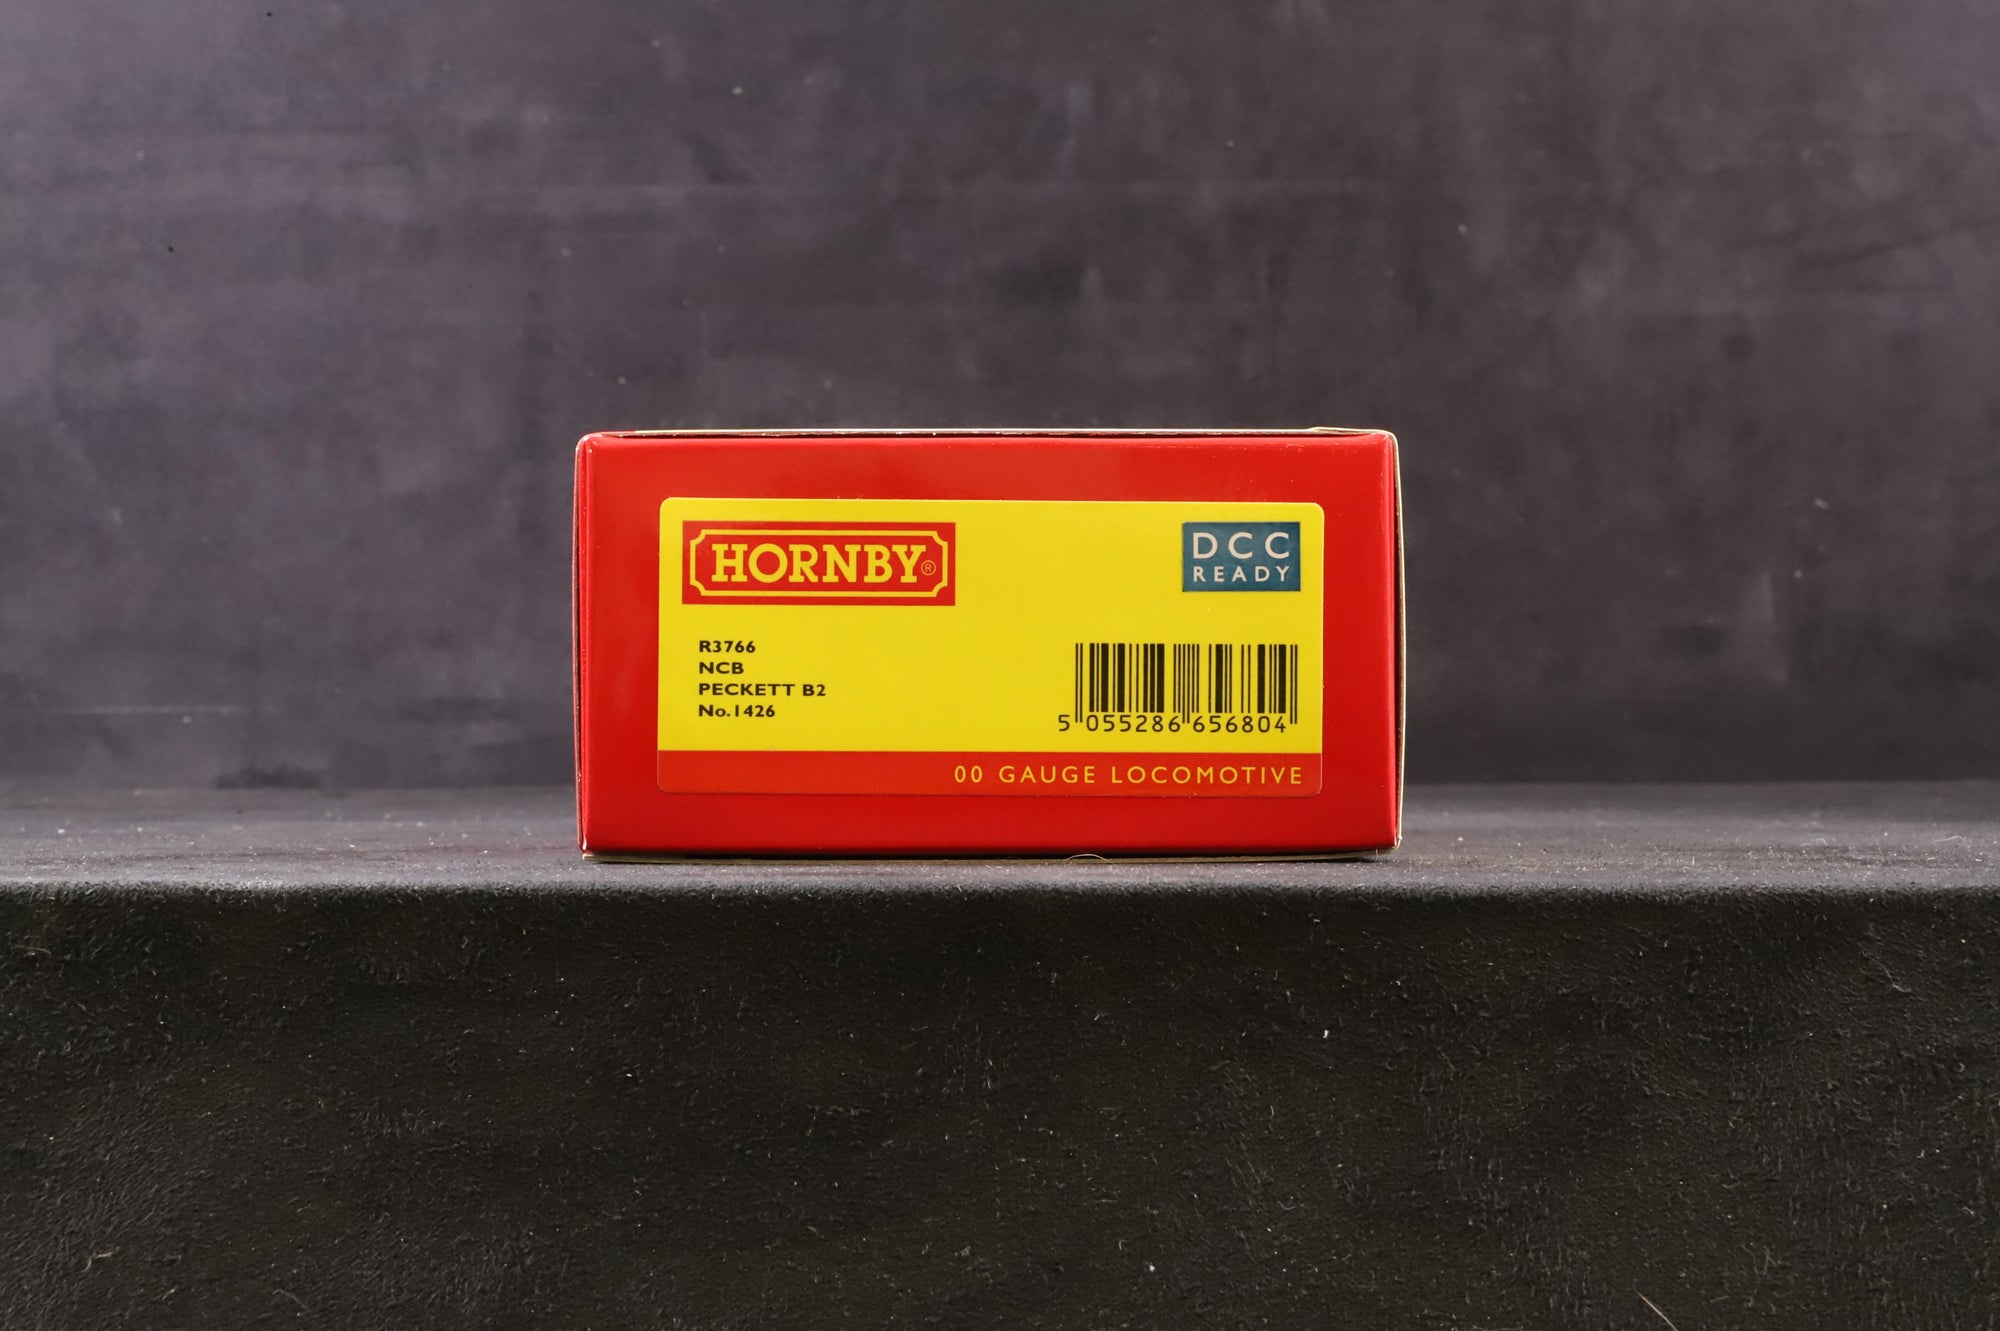 HORNBY®
DCC
READY
R3766
NCB
PECKETT B2
No.1426
5 055286 656804
00 GAUGE LOCOMOTIVE